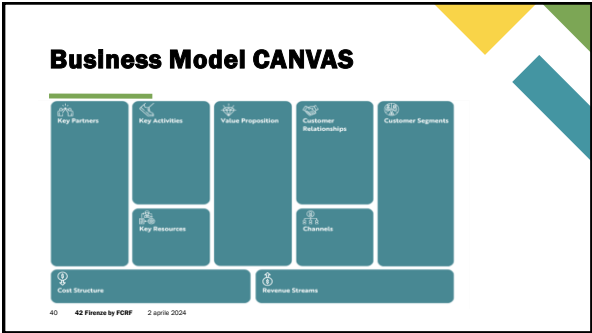 Business Model CANVAS
Key Partners
Key Activities
Value Proposition
Customer
Relationships
Customer Segments
Key Resources
Channels
Cost Structure
Revenue Streams
40 42 Firenze by FCRF 2 aprile 2024